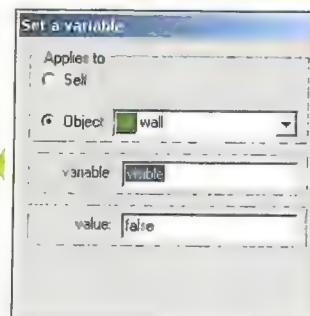 Set a variable
Applies to
Self
Object wall
variable visible
value: false